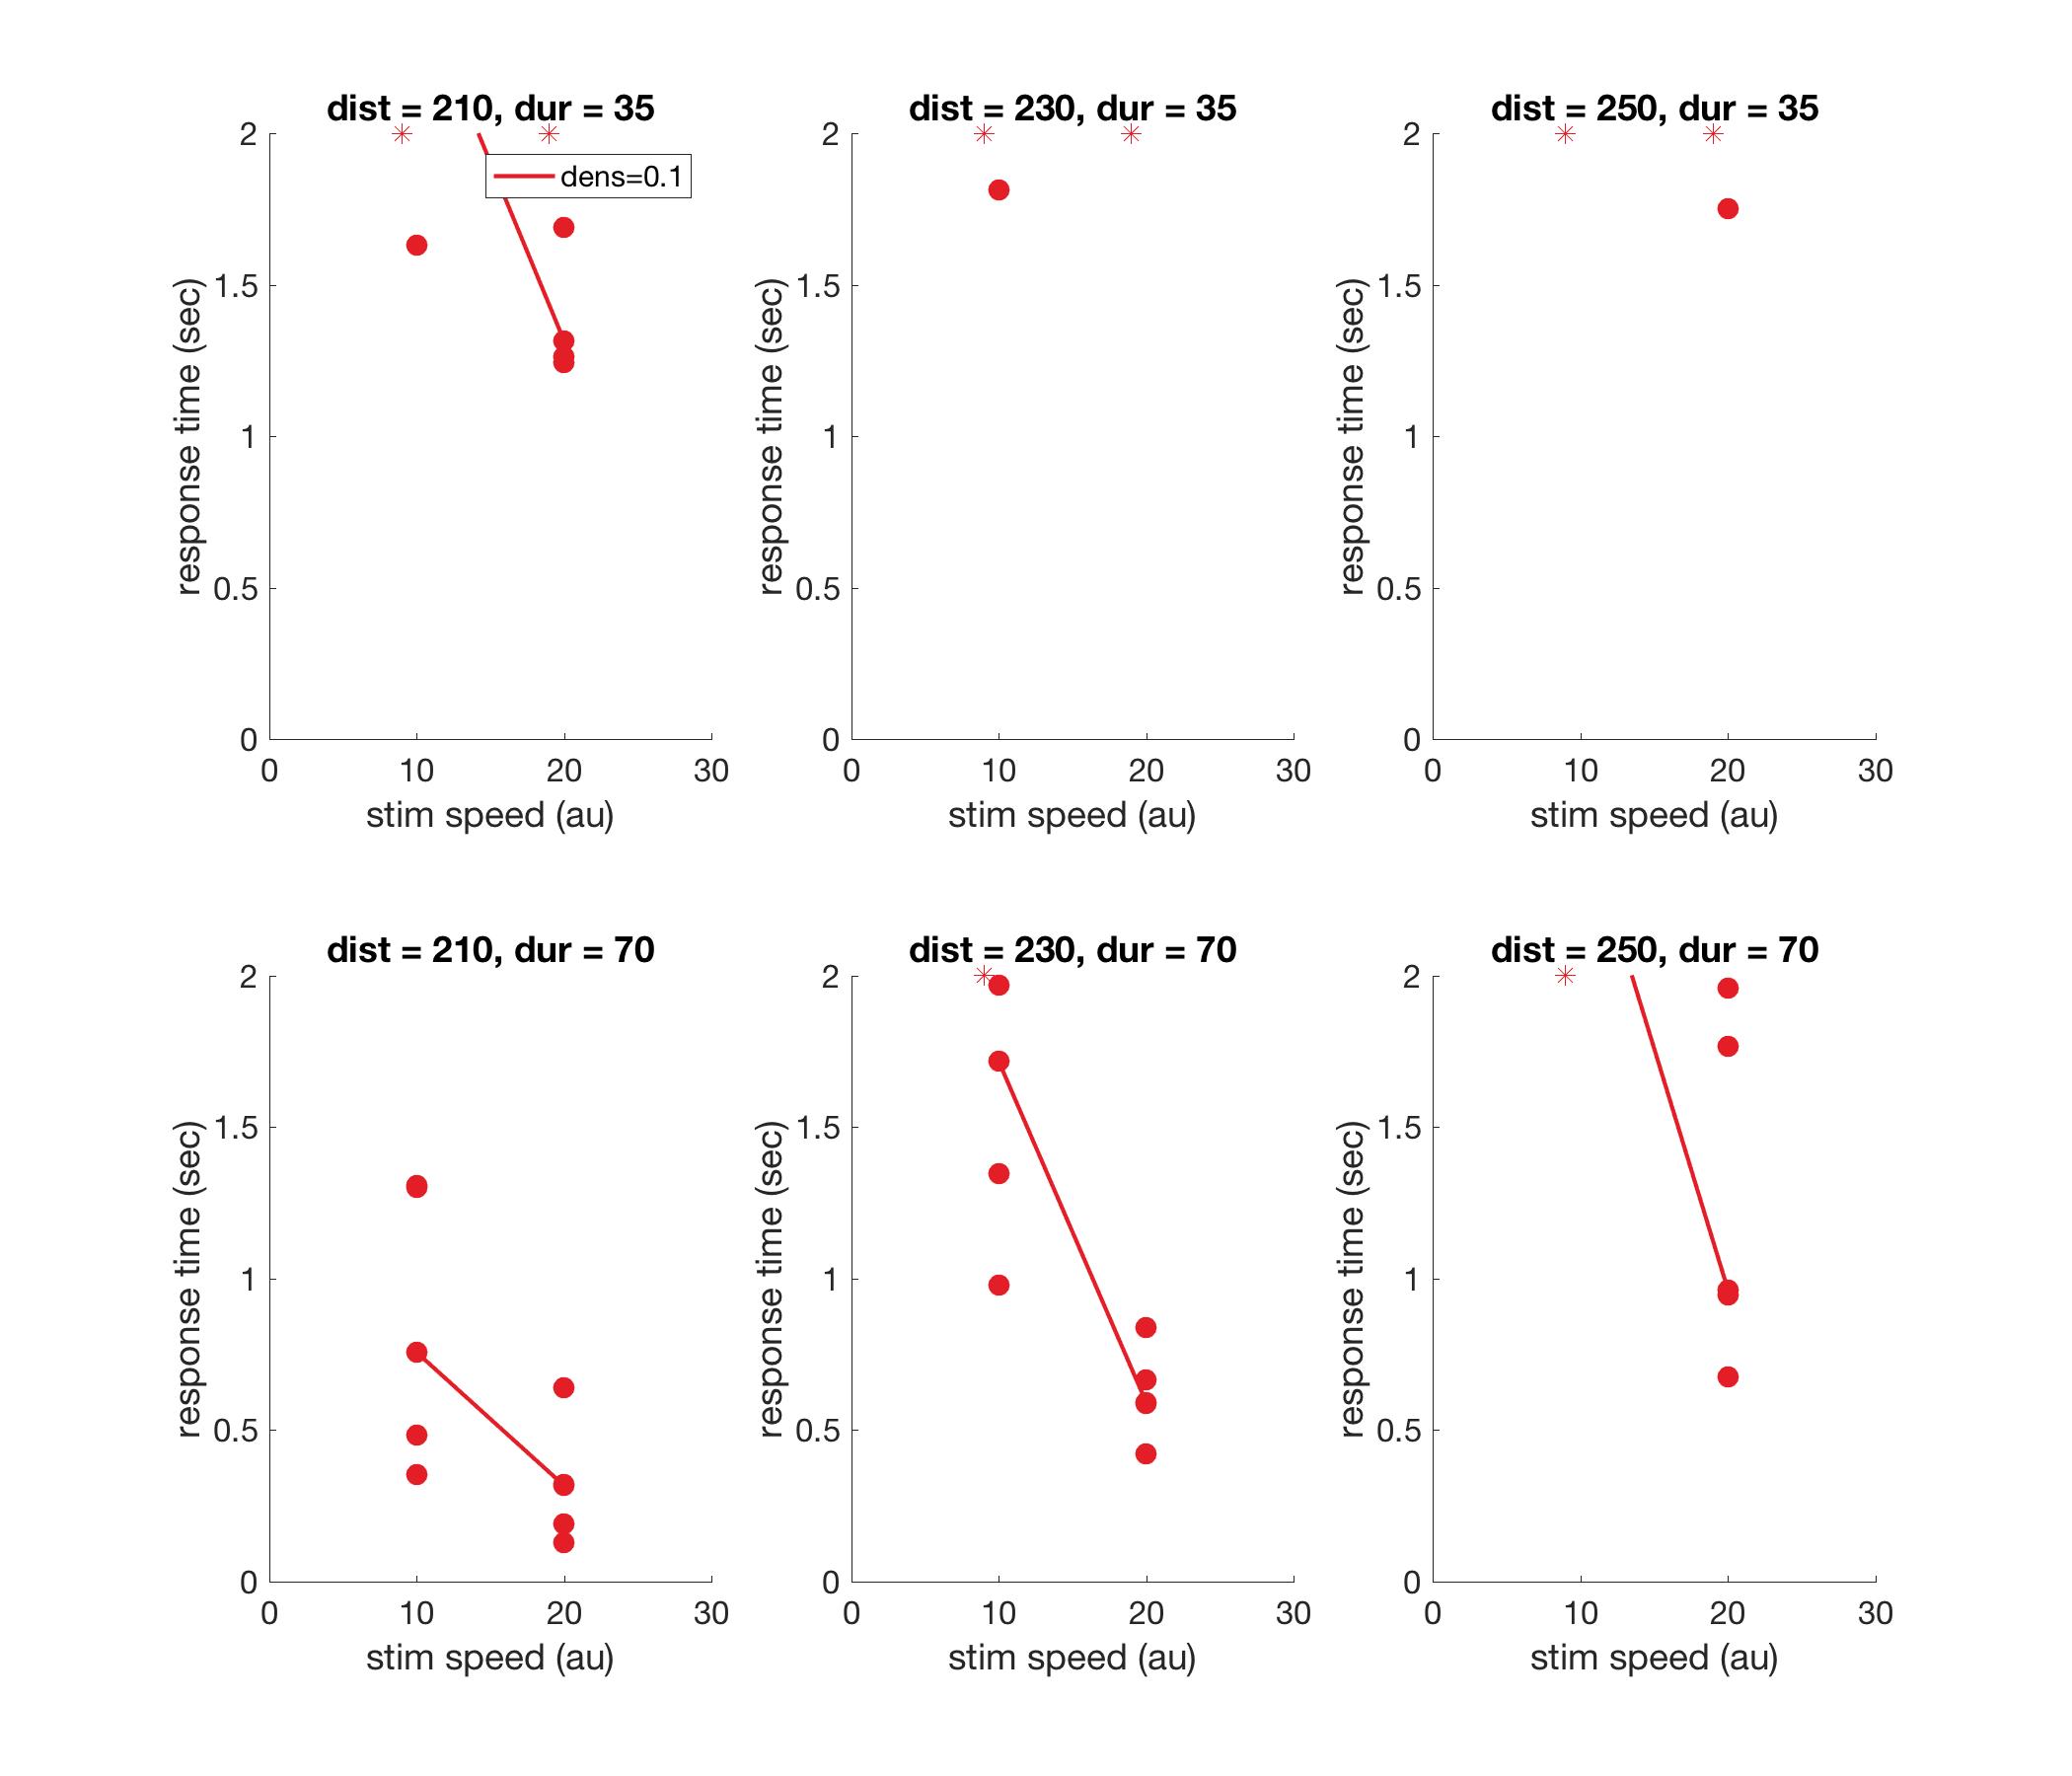 dist = 210, dur = 35
dens=0.1
response time (sec)
2
1.5
1
0.5
0
0 10 20 30
stim speed (au)
dist = 230, dur = 35
response time (sec)
2
1.5
1
0.5
0
0 10 20 30
stim speed (au)
dist = 250, dur = 35
response time (sec)
2
1.5
1
0.5
0
0 10 20 30
stim speed (au)
dist = 210, dur = 70
response time (sec)
2
1.5
1
0.5
0
0 10 20 30
stim speed (au)
dist = 230, dur = 70
response time (sec)
2
1.5
1
0.5
0
0 10 20 30
stim speed (au)
dist = 250, dur = 70
response time (sec)
2
1.5
1
0.5
0
0 10 20 30
stim speed (au)